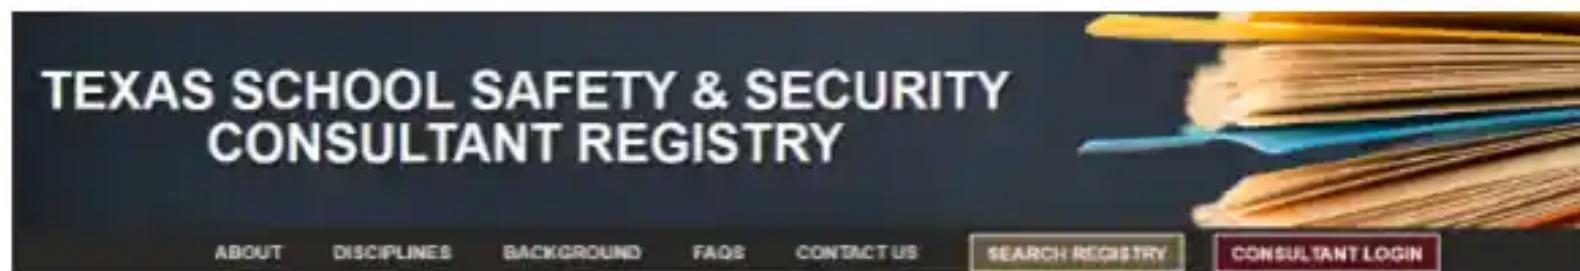 TEXAS SCHOOL SAFETY & SECURITY
CONSULTANT REGISTRY
ABOUT DISCIPLINES BACKGROUND FAQS CONTACT US SEARCH REGISTRY CONSULTANT LOGIN